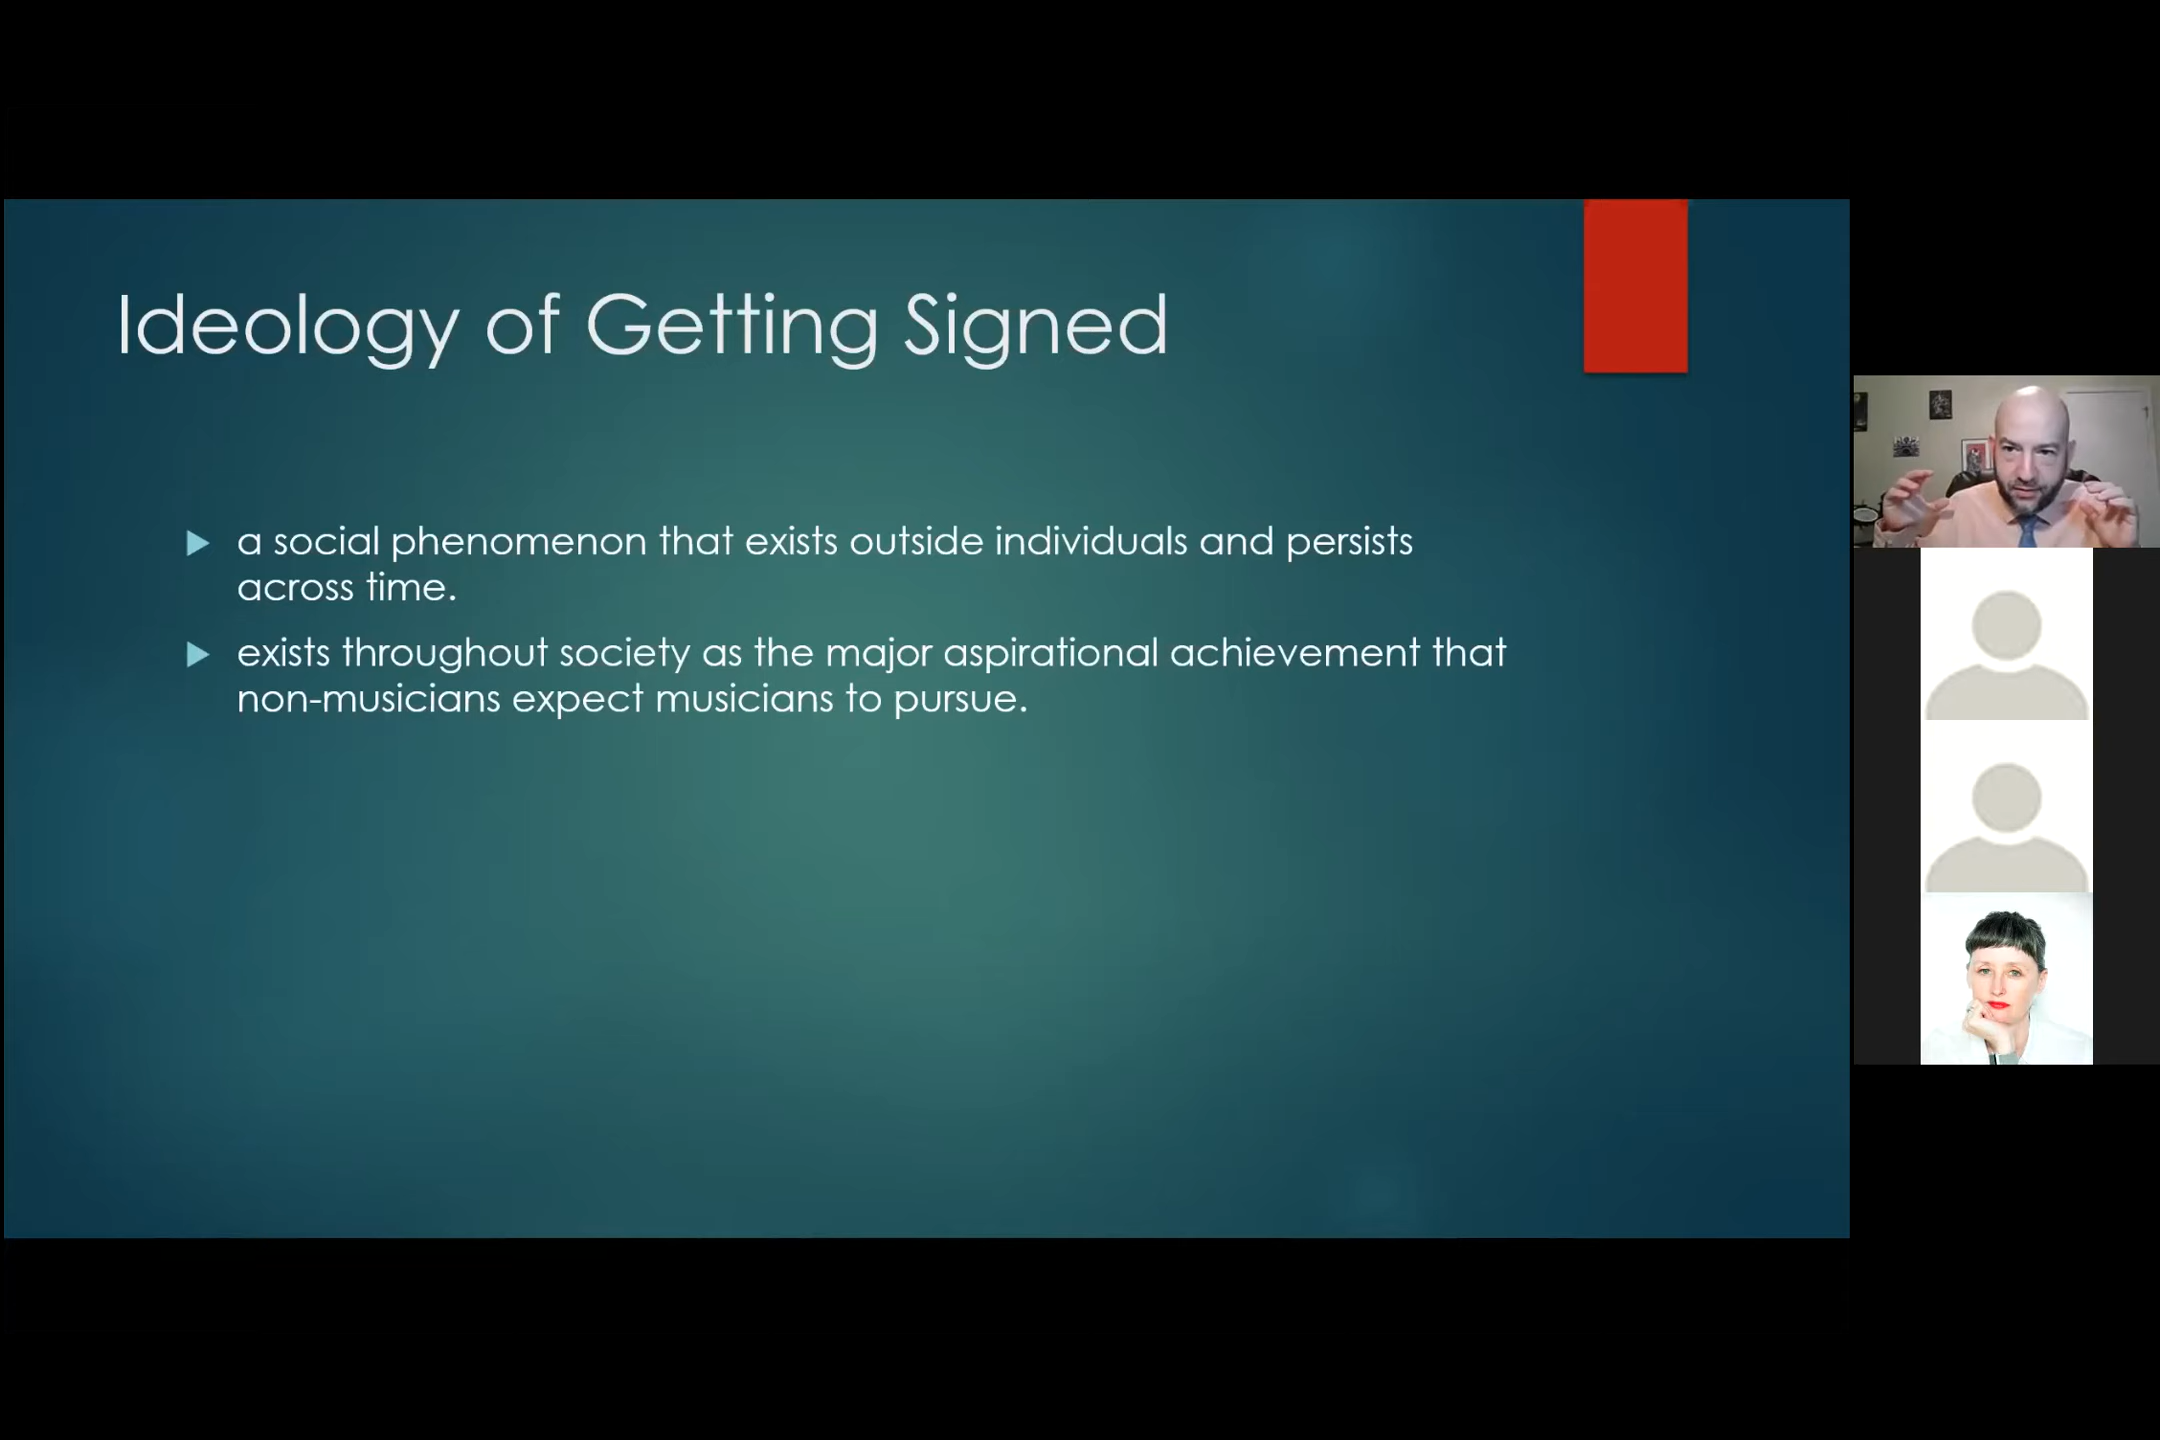 Ideology of Getting Signed
a social phenomenon that exists outside individuals and persists
across time.
exists throughout society as the major aspirational achievement that
non-musicians expect musicians to pursue.